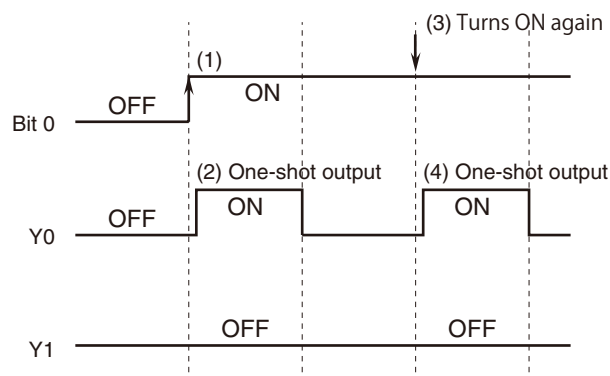 (3) Turns ON again
(1)
OFF
ON
Bit 0
(2) One-shot output
(4) One-shot output
OFF
ON
ON
Y0
OFF
OFF
Y1